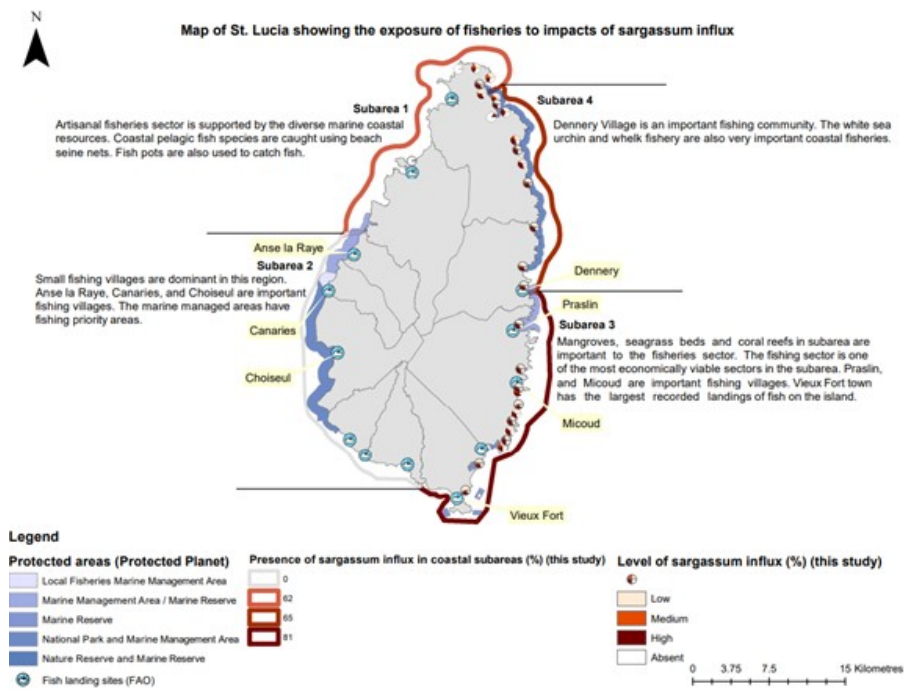 N
Map of St. Lucia showing the exposure of fisheries to impacts of sargassum influx
Subarea 1
Artisanal fisheries sector is supported by the diverse marine coastal
resources. Coastal pelagic fish species are caught using beach
seine nets. Fish pots are also used to catch fish.
Subarea 4
Dennery Village is an important fishing community. The white sea
urchin and whelk fishery are also very important coastal fisheries.
Anse la Raye
Subarea 2
Small fishing villages are dominant in this region.
Anse la Raye, Canaries, and Choiseul are important
fishing villages. The marine managed areas have
fishing priority areas.
Canaries
Choiseul
Dennery
Praslin
Subarea 3
Mangroves, seagrass beds and coral reefs in subarea are
important to the fisheries sector. The fishing sector is one
of the most economically viable sectors in the subarea. Praslin,
and Micoud are important fishing villages. Vieux Fort town
has the largest recorded landings of fish on the island.
Micoud
Vieux Fort
Legend
Protected areas (Protected Planet)
Local Fisheries Marine Management Area
Marine Management Area / Marine Reserve
Marine Reserve
National Park and Marine Management Area
Nature Reserve and Marine Reserve
Fish landing sites (FAO)
Presence of sargassum influx in coastal subareas (%) (this study)
0
62
65
81
Level of sargassum influx (%) (this study)
Low
Medium
High
Absent
0 3.75 7.5 15 Kilometres